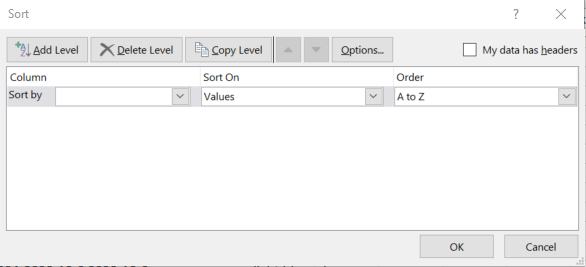 Sort ?
Add Level Delete Level Copy Level Options... My data has headers
Column Sort On Order
Sort by Values A to Z
OK Cancel